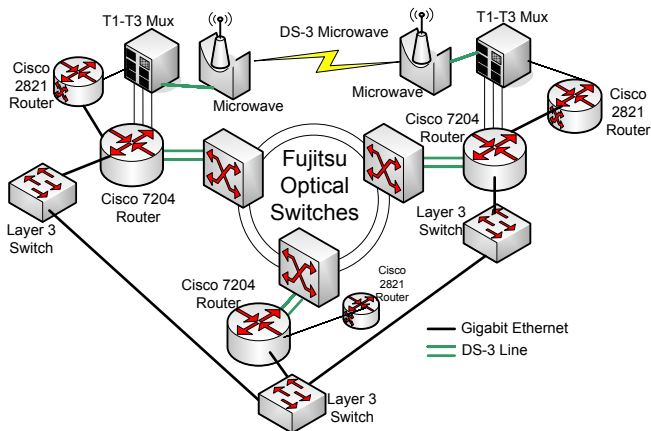 T1-T3 Mux
DS-3 Microwave
T1-T3 Mux
Cisco
2821
Router
Microwave
Microwave
Cisco
2821
Router
Cisco 7204
Router
Cisco 7204
Router
Fujitsu
Optical
Switches
Layer 3
Switch
Layer 3
Switch
Cisco 7204
Router
Cisco
2821
Router
Gigabit Ethernet
DS-3 Line
Layer 3
Switch